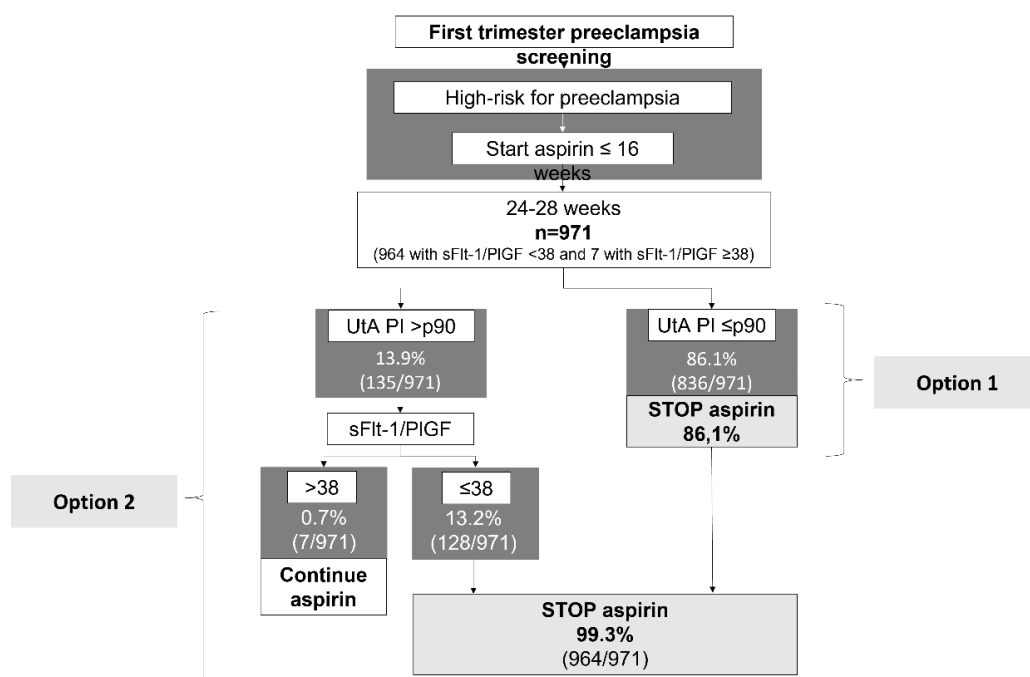 First trimester preeclampsia
screening
High-risk for preeclampsia
Start aspirin ≤ 16
weeks
24-28 weeks
n=971
(964 with sFlt-1/PlGF <38 and 7 with sFlt-1/PlGF ≥38)
UtA PI >p90
13.9%
(135/971)
UtA PI ≤p90
86.1%
(836/971)
STOP aspirin
86,1%
Option 1
sFlt-1/PlGF
Option 2
>38
0.7%
(7/971)
Continue
aspirin
≤38
13.2%
(128/971)
STOP aspirin
99.3%
(964/971)